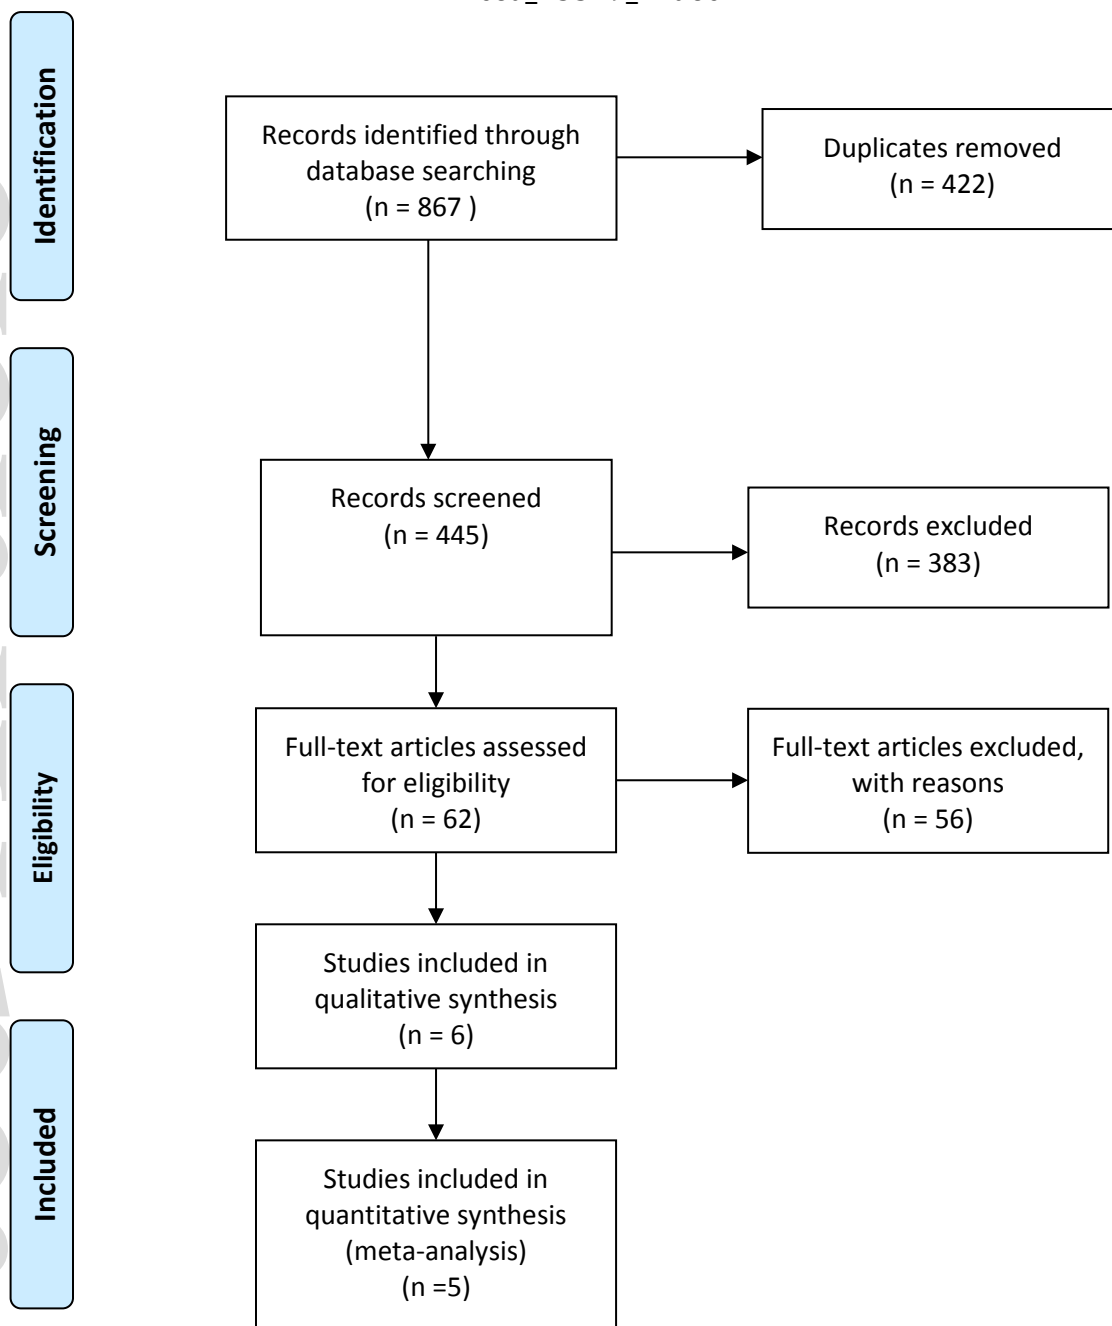 Identification
Records identified through
database searching
(n = 867 )
Duplicates removed
(n = 422)
Screening
Records screened
(n = 445)
Records excluded
(n = 383)
Eligibility
Full-text articles assessed
for eligibility
(n = 62)
Full-text articles excluded,
with reasons
(n = 56)
Studies included in
qualitative synthesis
(n = 6)
Included
Studies included in
quantitative synthesis
(meta-analysis)
(n =5)